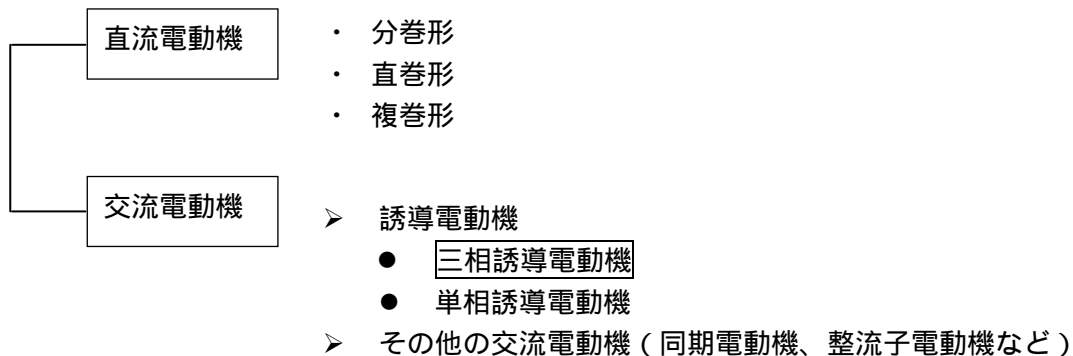 直流電動機
・ 分巻形
・ 直巻形
・ 複巻形
交流電動機
➢ 誘導電動機
● 三相誘導電動機
● 単相誘導電動機
➢ その他の交流電動機（同期電動機、整流子電動機など）